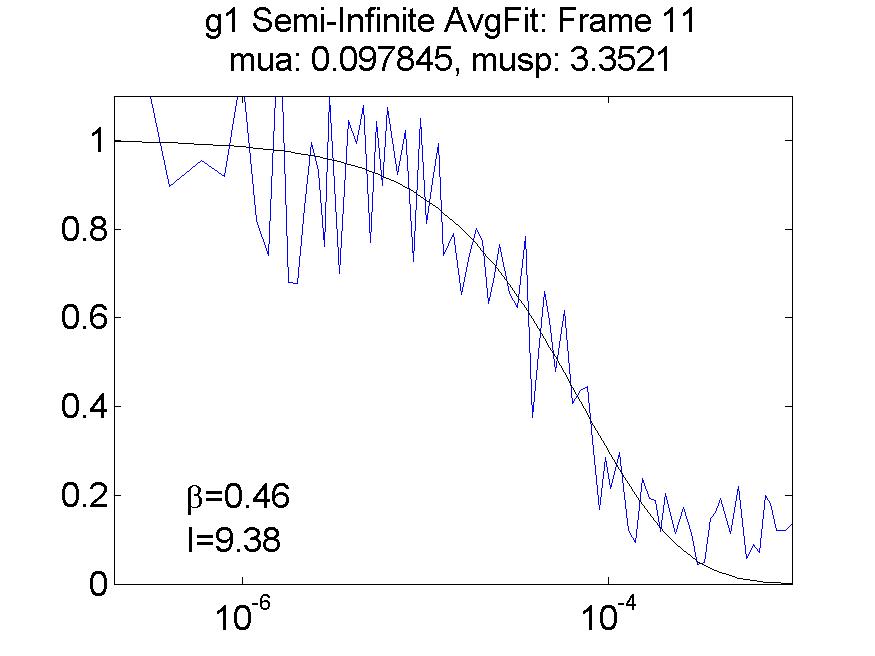 g1 Semi-Infinite AvgFit: Frame 11
mua: 0.097845, musp: 3.3521
1
0.8
0.6
0.4
0.2
0
β=0.46
I=9.38
10^-6
10^-4